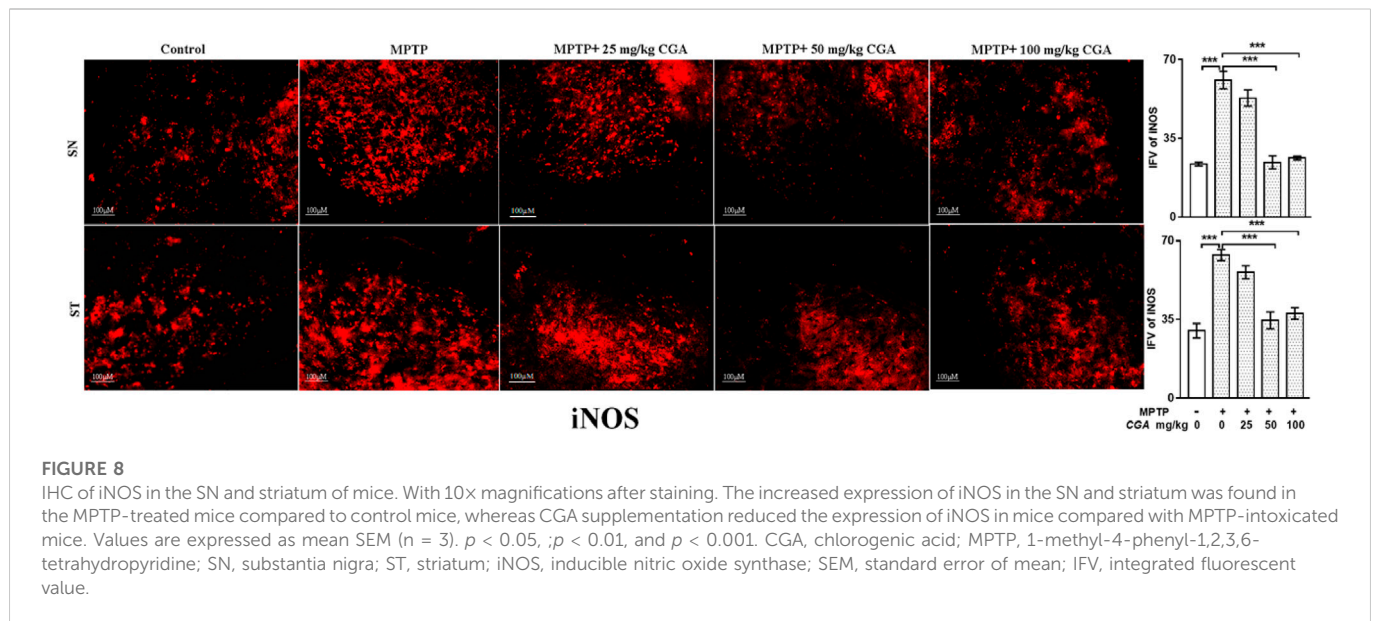 Control MPTP MPTP+ 25 mg/kg CGA MPTP+ 50 mg/kg CGA MPTP+ 100 mg/kg CGA
SN
100µM 100µM 100µM 100µM 100µM
ST
100µM 100µM 100µM 100µM 100µM
iNOS
70
35
0
IFV of INOS
***
***
***
70
35
0
IFV of INOS
***
***
***
MPTP - + + + +
CGA mg/kg 0 0 25 50 100
FIGURE 8
IHC of iNOS in the SN and striatum of mice. With 10× magnifications after staining. The increased expression of iNOS in the SN and striatum was found in
the MPTP-treated mice compared to control mice, whereas CGA supplementation reduced the expression of iNOS in mice compared with MPTP-intoxicated
mice. Values are expressed as mean SEM (n = 3). p < 0.05, ;p < 0.01, and p < 0.001. CGA, chlorogenic acid; MPTP, 1-methyl-4-phenyl-1,2,3,6-
tetrahydropyridine; SN, substantia nigra; ST, striatum; iNOS, inducible nitric oxide synthase; SEM, standard error of mean; IFV, integrated fluorescent
value.